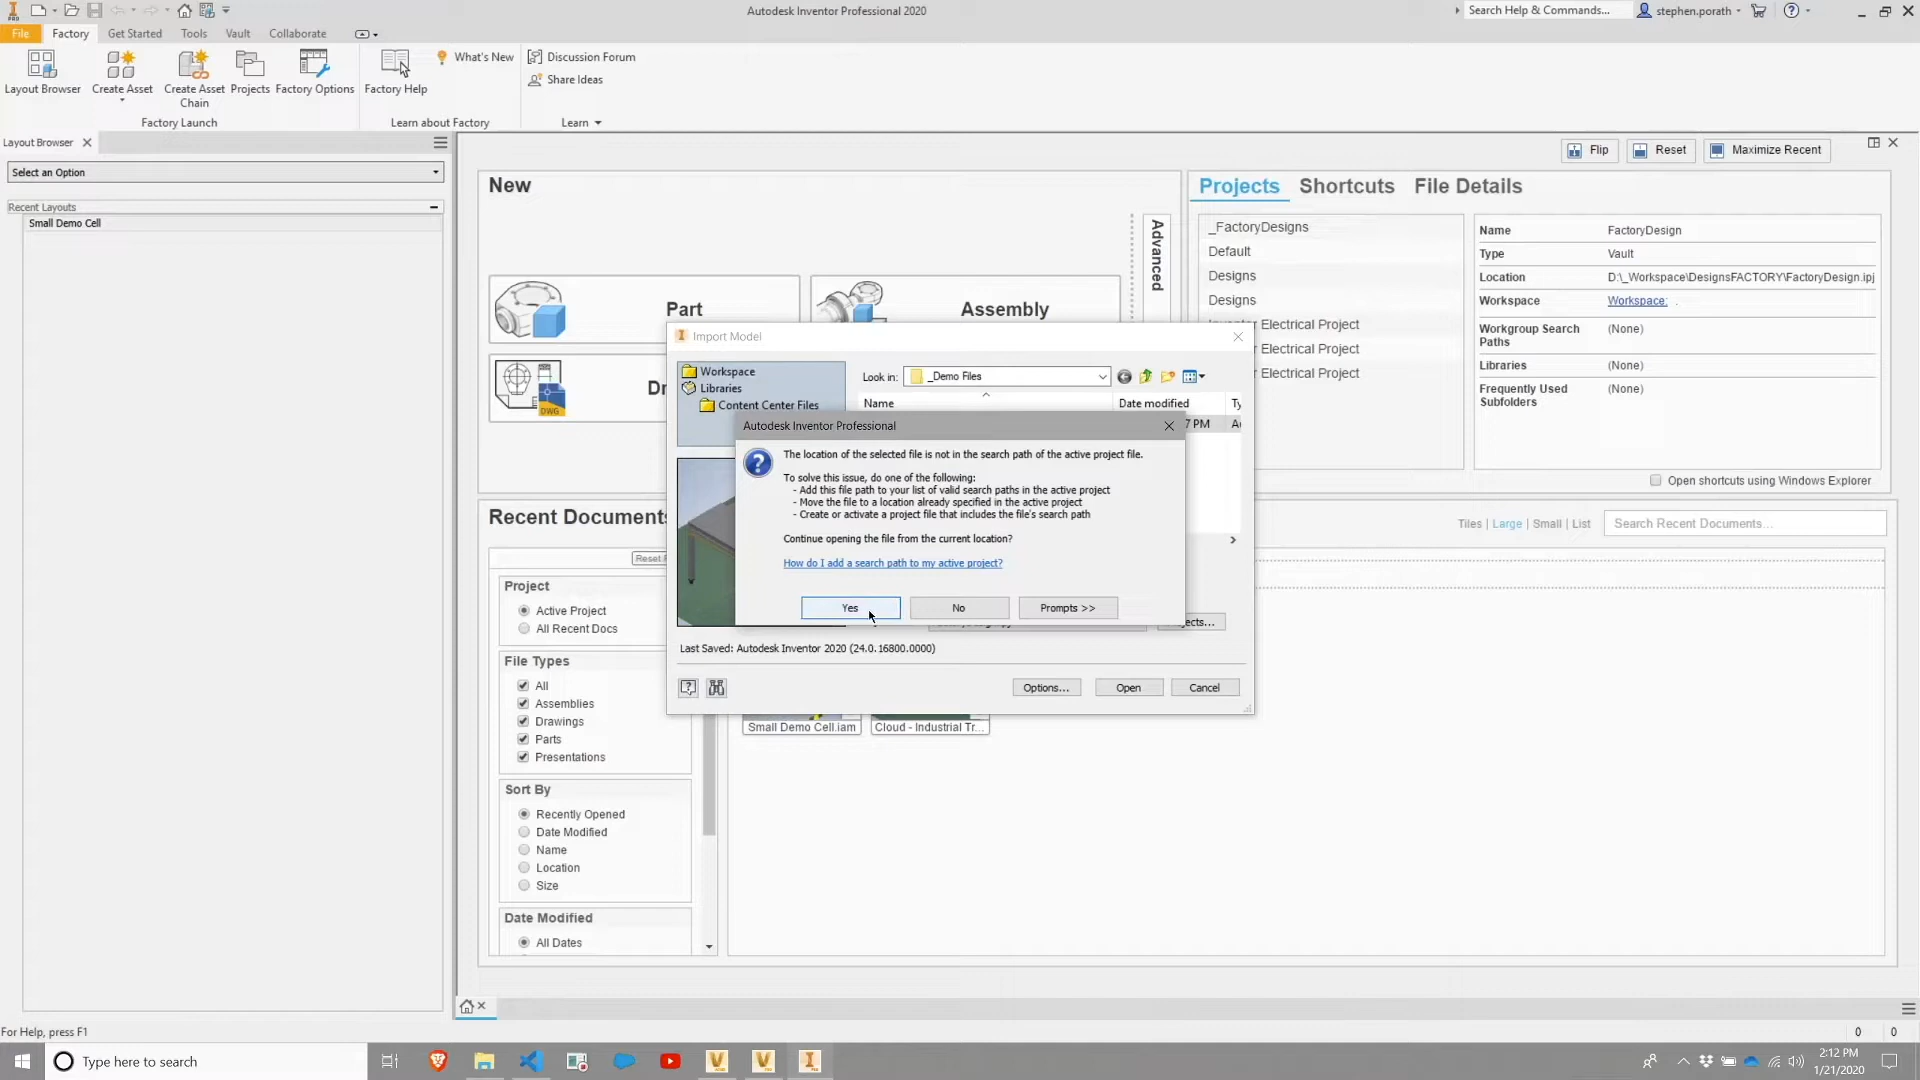 Autodesk Inventor Professional 2020
Search Help & Commands...
stephen.porath
File
Factory
Get Started
Tools
Vault
Collaborate
Layout Browser
Create Asset
Create Asset
Chain
Projects
Factory Options
Factory Help
What's New
Discussion Forum
Share Ideas
Factory Launch
Learn about Factory
Learn
Layout Browser
Select an Option
Recent Layouts
Small Demo Cell
Flip
Reset
Maximize Recent
New
Part
Assembly
Advanced
DWG
Projects
Shortcuts
File Details
_FactoryDesigns
Default
Designs
Designs
Electrical Project
Electrical Project
Electrical Project
Name FactoryDesign
Type Vault
Location D:\_Workspace\DesignsFACTORY\FactoryDesign.ipj
Workspace Workspace: .
Workgroup Search
Paths (None)
Libraries (None)
Frequently Used
Subfolders (None)
Open shortcuts using Windows Explorer
Import Model
Workspace
Libraries
Content Center Files
Look in: _Demo Files
Name
Date modified
Ty
7 PM
Autodesk Inventor Professional
The location of the selected file is not in the search path of the active project file.
To solve this issue, do one of the following:
- Add this file path to your list of valid search paths in the active project
- Move the file to a location already specified in the active project
- Create or activate a project file that includes the file's search path
Continue opening the file from the current location?
How do I add a search path to my active project?
Yes
No
Prompts >>
Last Saved: Autodesk Inventor 2020 (24.0.16800.0000)
Options...
Open
Cancel
Recent Documents
Tiles | Large | Small | List
Search Recent Documents...
Reset
Project
Active Project
All Recent Docs
File Types
All
Assemblies
Drawings
Parts
Presentations
Sort By
Recently Opened
Date Modified
Name
Location
Size
Date Modified
All Dates
Small Demo Cell.iam
Cloud - Industrial Tr...
For Help, press F1
0
0
Type here to search
2:12 PM
1/21/2020